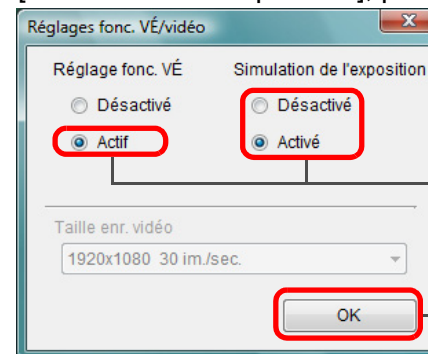 Réglages fonc. VÉ/vidéo
Réglage fonc. VÉ Simulation de l'exposition
Désactivé Désactivé
Actif Activé
Taille enr. vidéo
1920x1080 30 im./sec.
OK